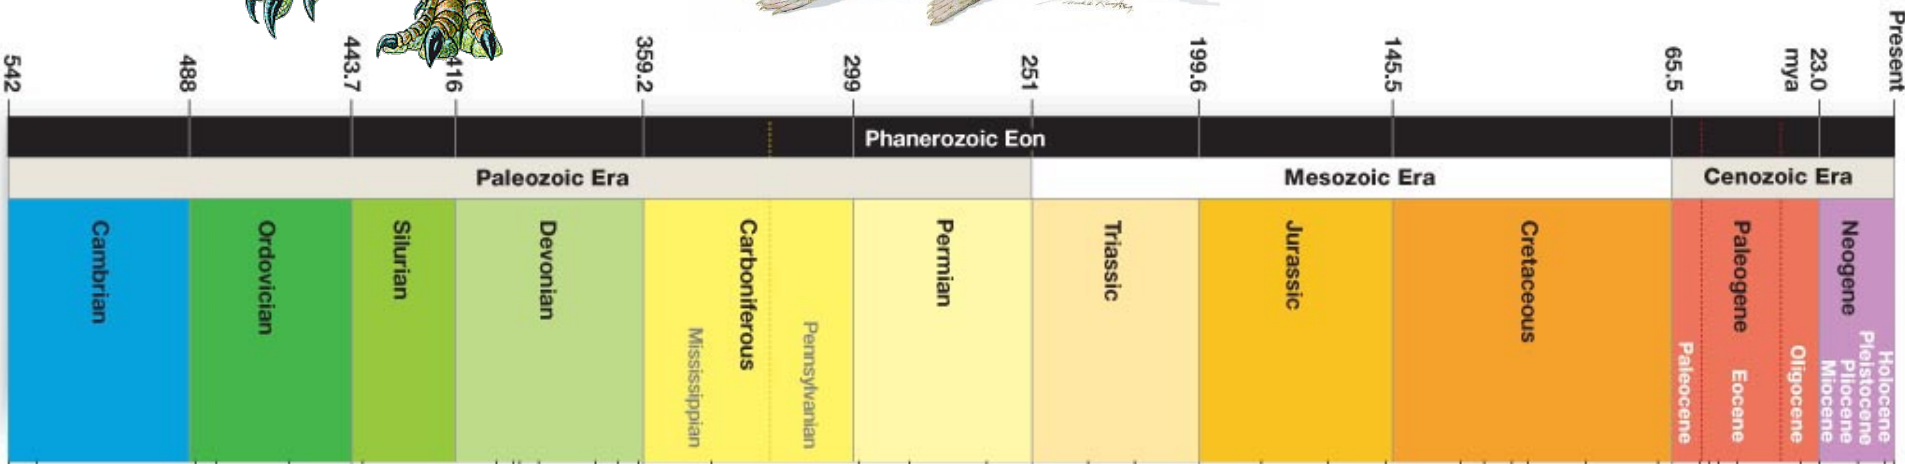 542
488
443.7
416
359.2
299
251
199.6
145.5
65.5
mya
23.0
Present
Phanerozoic Eon
Paleozoic Era
Mesozoic Era
Cenozoic Era
Cambrian
Ordovician
Silurian
Devonian
Carboniferous
Mississippian
Pennsylvanian
Permian
Triassic
Jurassic
Cretaceous
Paleogene
Paleocene
Eocene
Oligocene
Neogene
Miocene
Pliocene
Pleistocene
Holocene